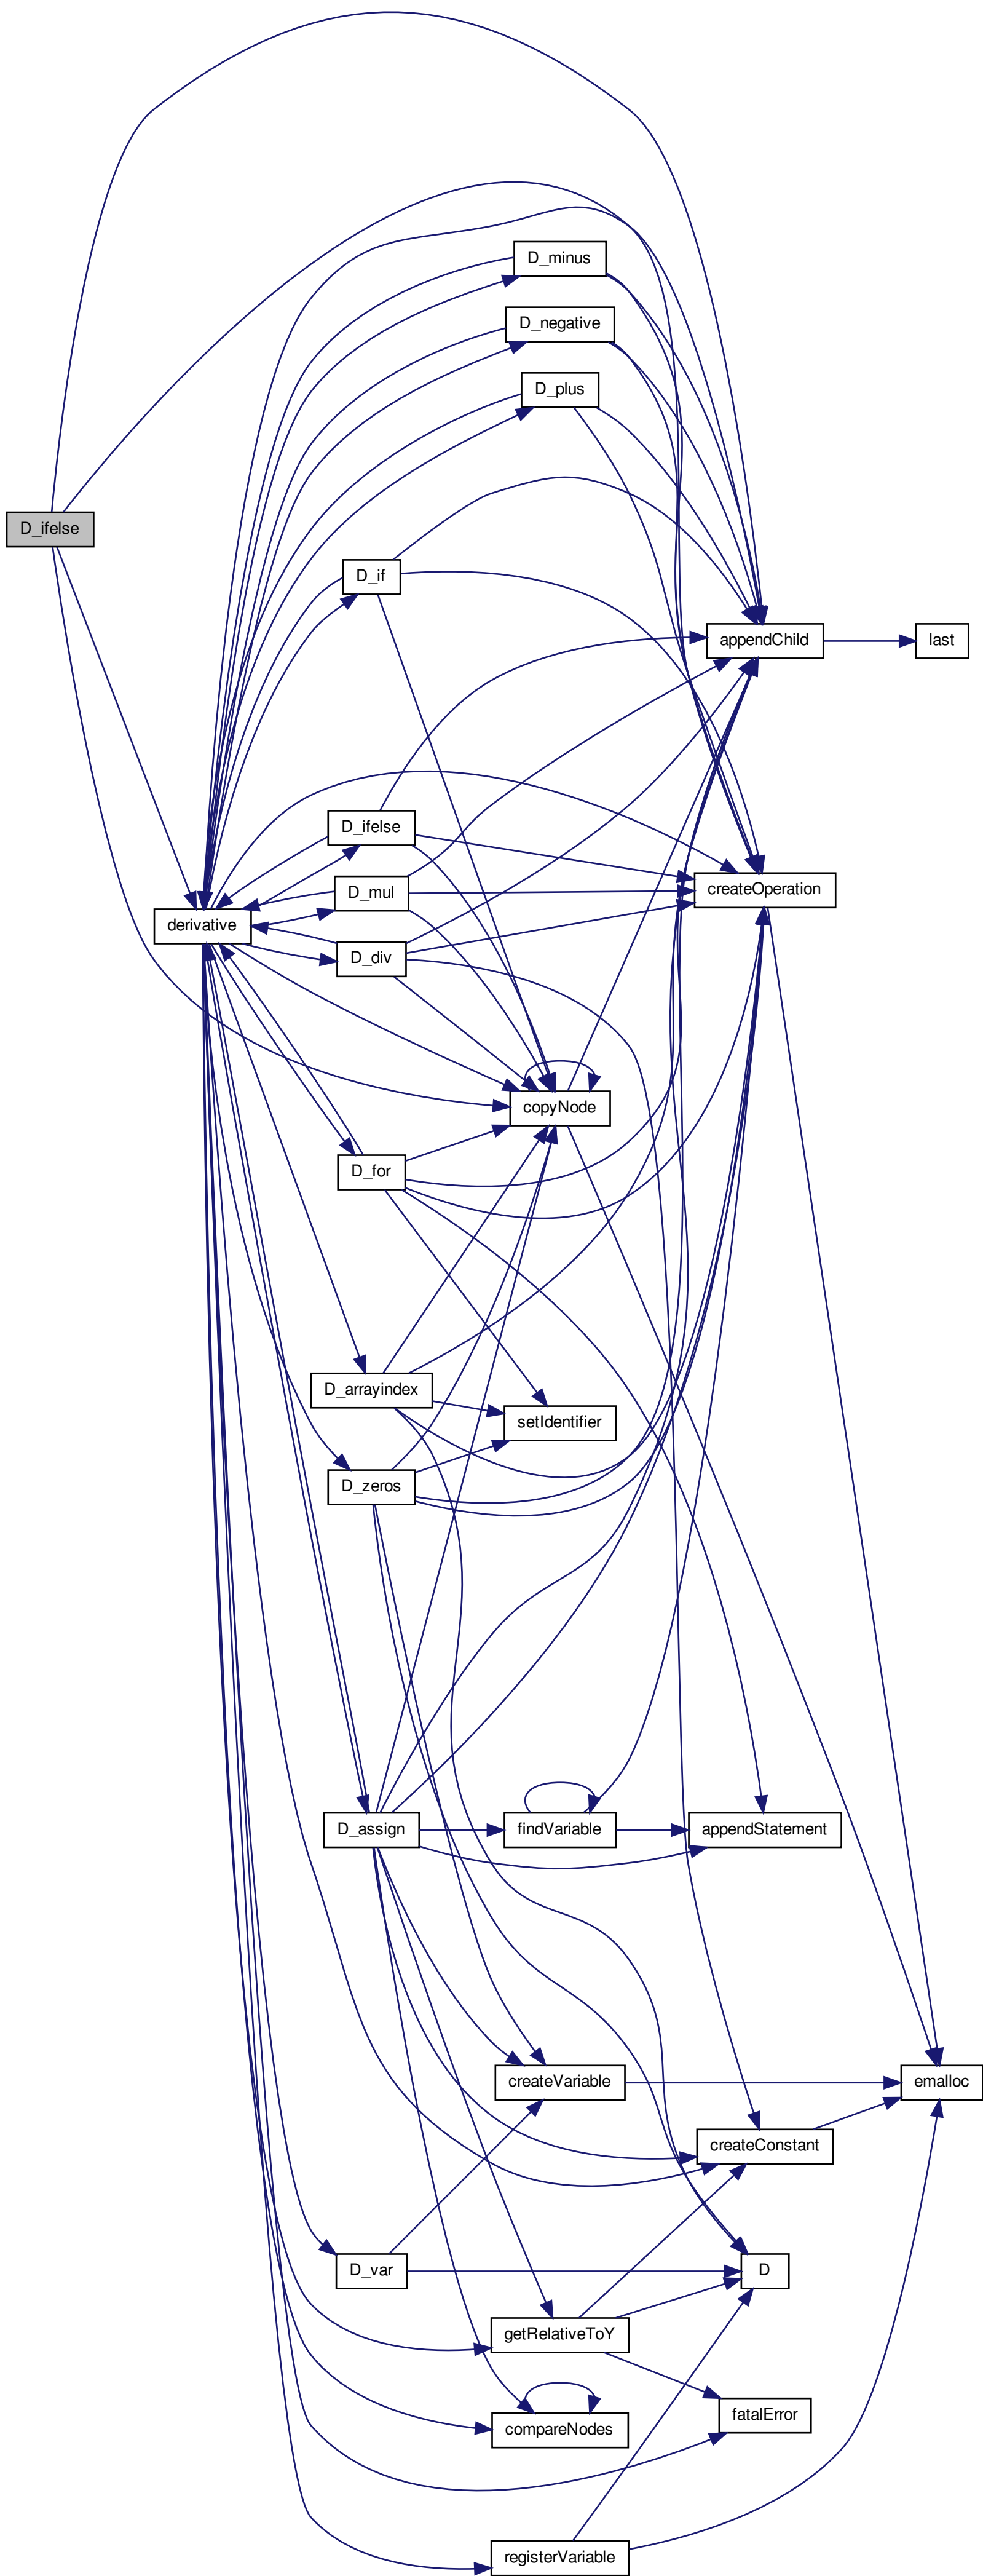 D_minus
D_negative
D_plus
D_ifelse
D_if
appendChild
last
D_ifelse
D_mul
createOperation
derivative
D_div
copyNode
D_for
D_arrayindex
setIdentifier
D_zeros
D_assign
findVariable
appendStatement
createVariable
emalloc
createConstant
D_var
D
getRelativeToY
fatalError
compareNodes
registerVariable